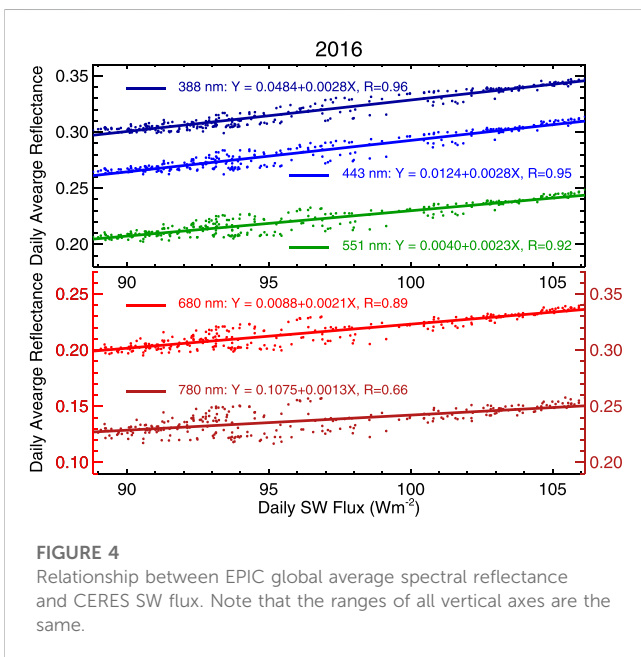 2016
0.35
0.30
0.25
0.20
Daily Avearge Reflectance
388 nm: Y = 0.0484+0.0028X, R=0.96
443 nm: Y = 0.0124+0.0028X, R=0.95
551 nm: Y = 0.0040+0.0023X, R=0.92
90 95 100 105
0.25
0.20
0.15
0.10
Daily Avearge Reflectance
680 nm: Y = 0.0088+0.0021X, R=0.89
780 nm: Y = 0.1075+0.0013X, R=0.66
0.35
0.30
0.25
0.20
90 95 100 105
Daily SW Flux (Wm⁻²)
FIGURE 4
Relationship between EPIC global average spectral reflectance
and CERES SW flux. Note that the ranges of all vertical axes are the
same.